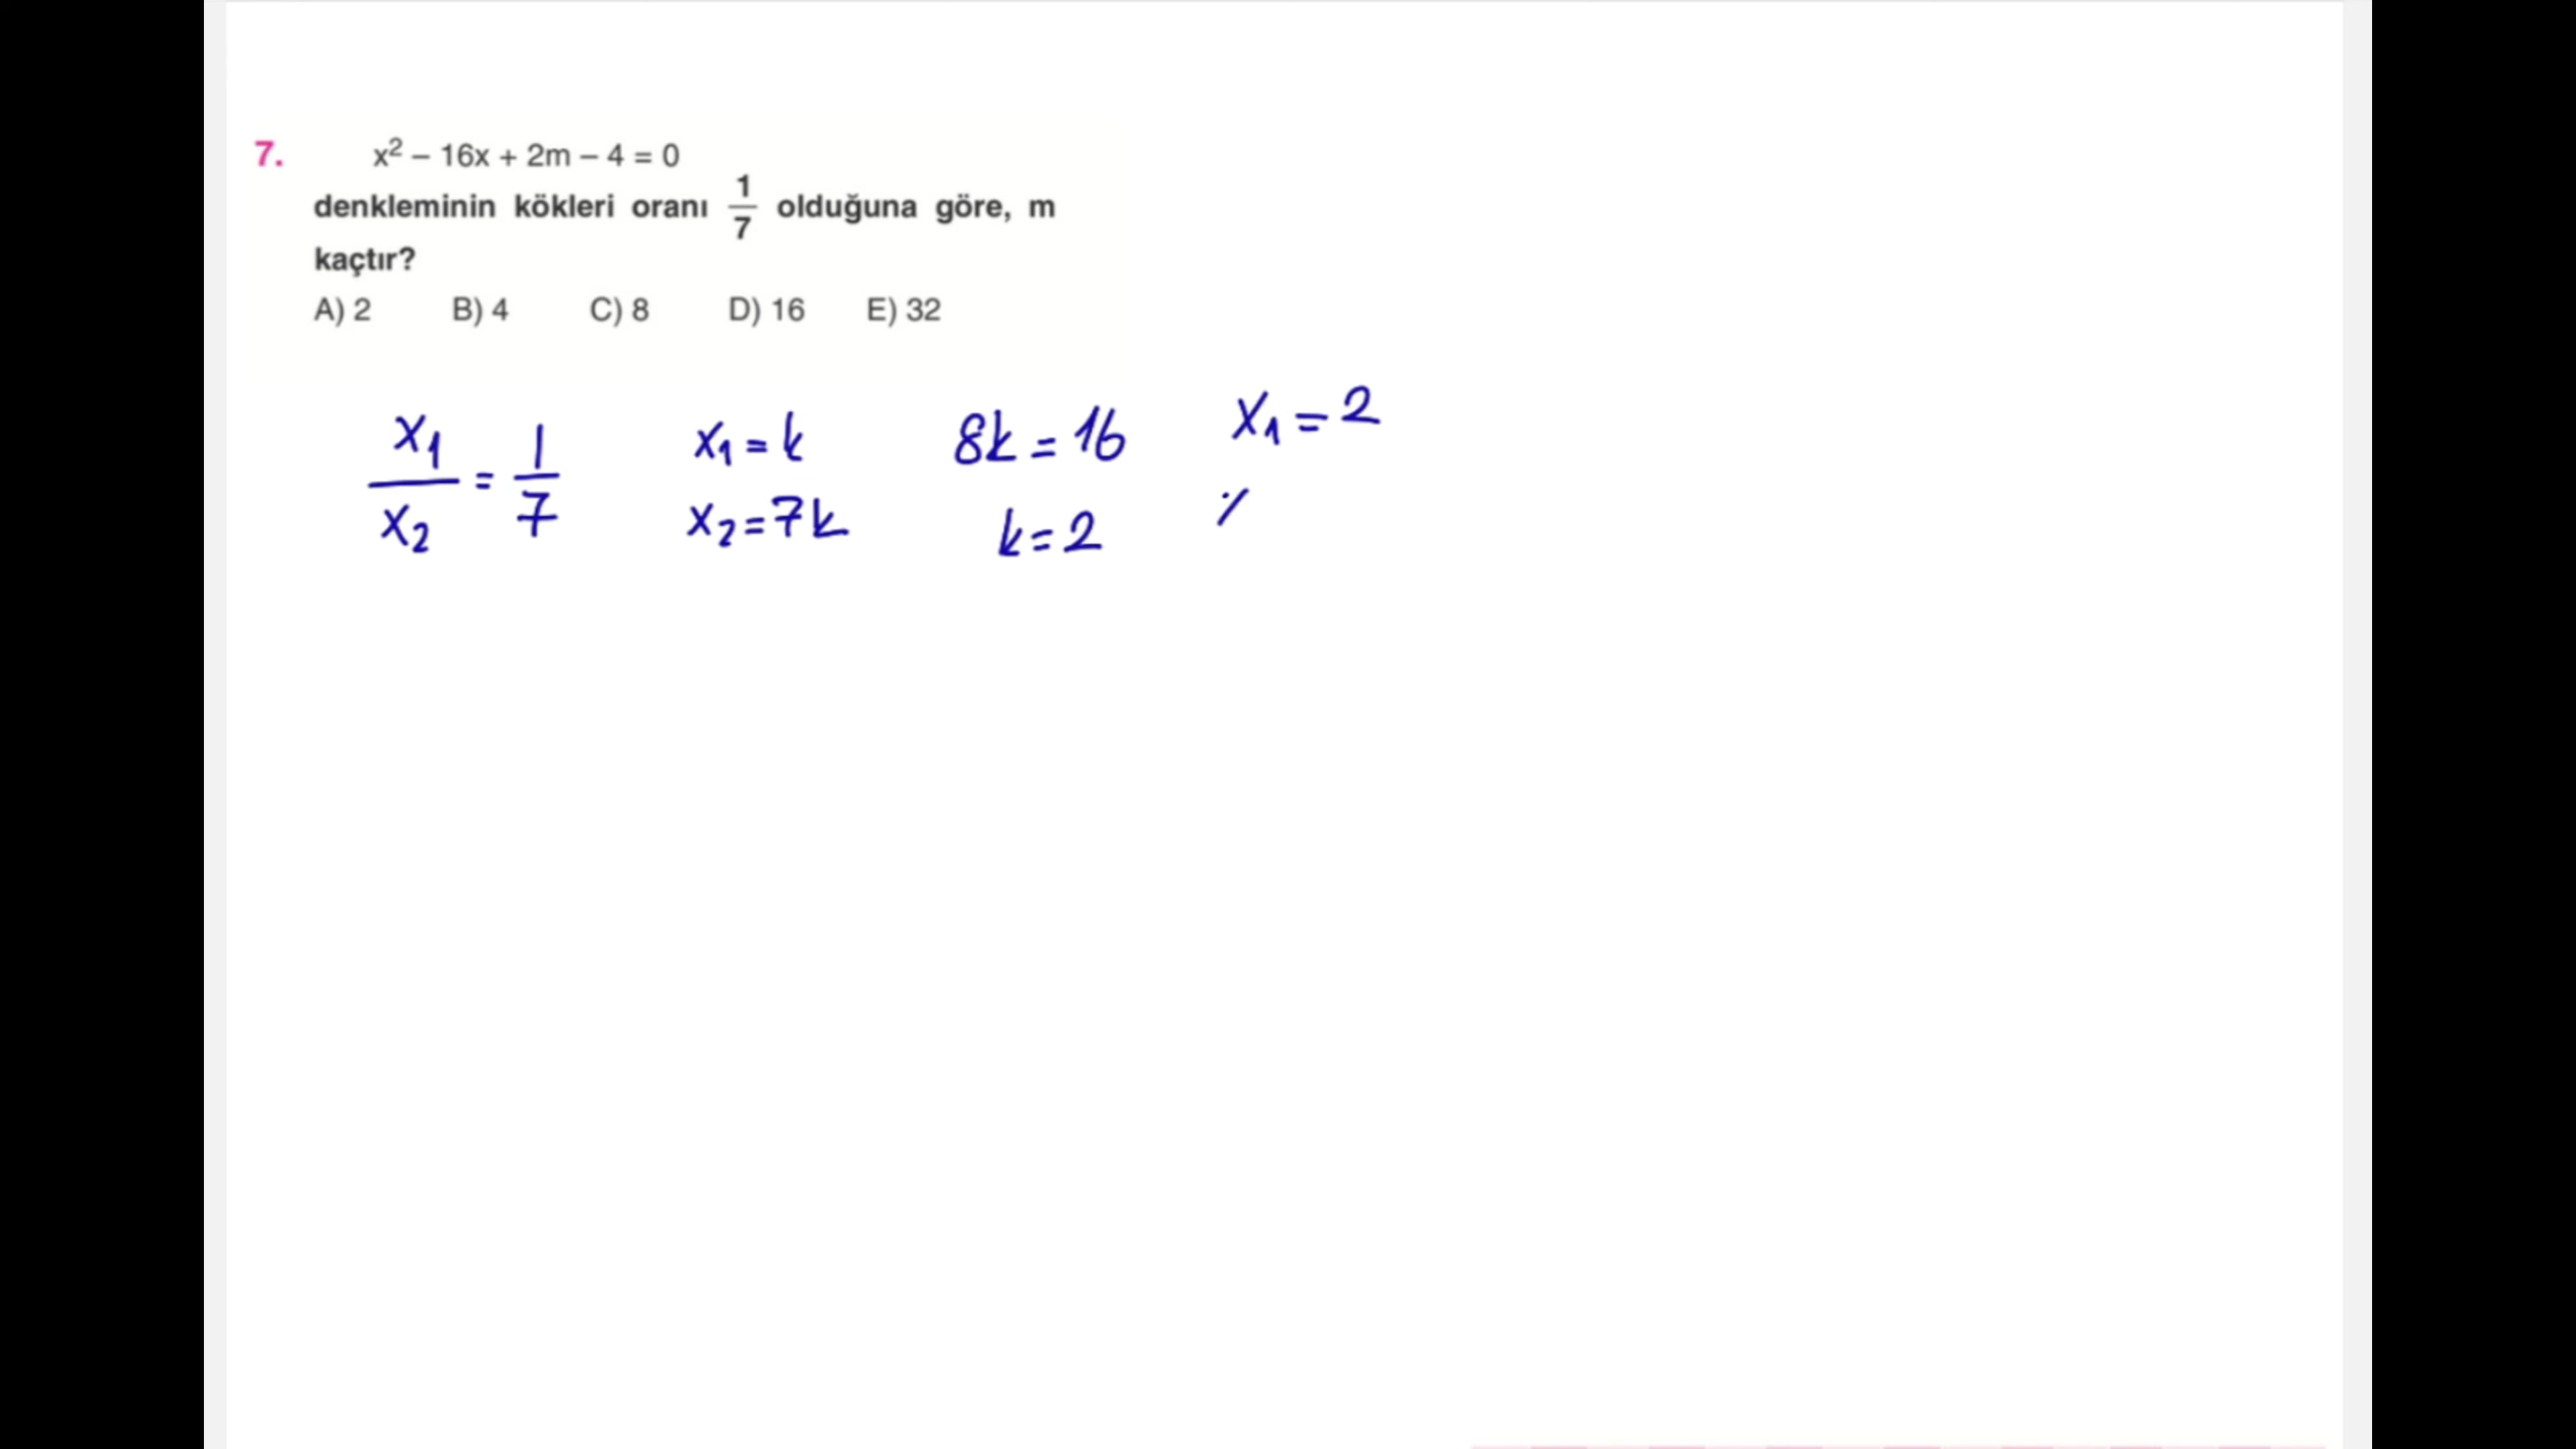 7. x² – 16x + 2m – 4 = 0
denkleminin kökleri oranı 1/7 olduğuna göre, m
kaçtır?
A) 2 B) 4 C) 8 D) 16 E) 32
x₁/x₂ = 1/7
x₁ = k
x₂ = 7k
8k = 16
k = 2
x₁ = 2